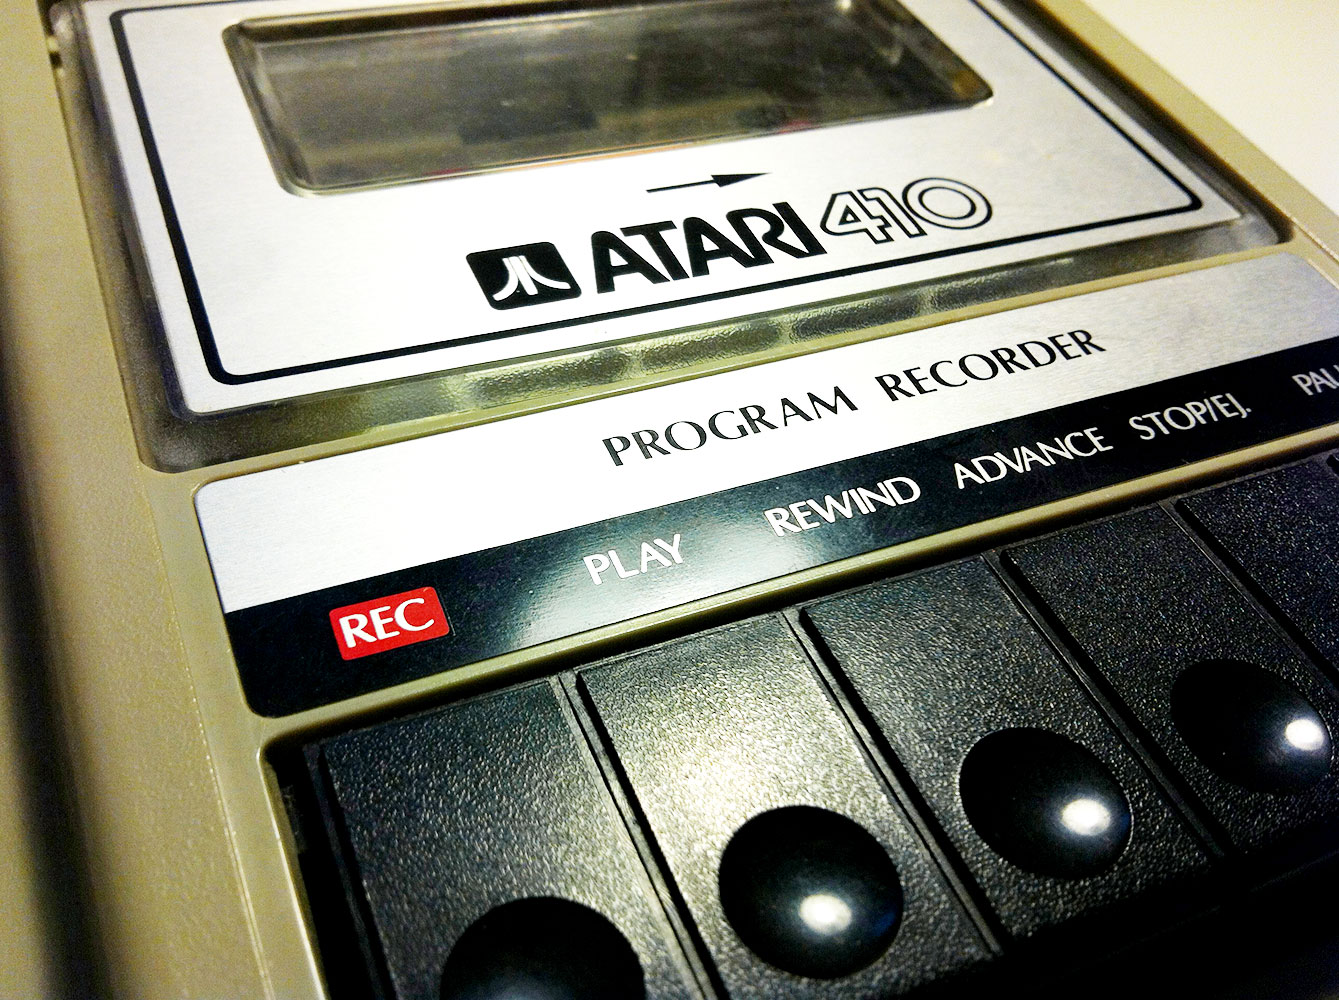 ATARI 410
PROGRAM RECORDER
REC PLAY REWIND ADVANCE STOP/EJ.